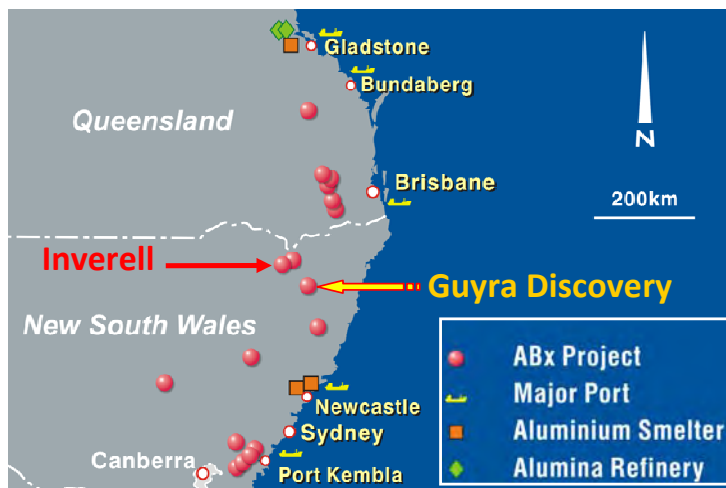 Gladstone
Bundaberg
Queensland
N
Brisbane
200km
Inverell
Guyra Discovery
New South Wales
ABx Project
Major Port
Newcastle
Aluminium Smelter
Sydney
Canberra
Port Kembla
Alumina Refinery